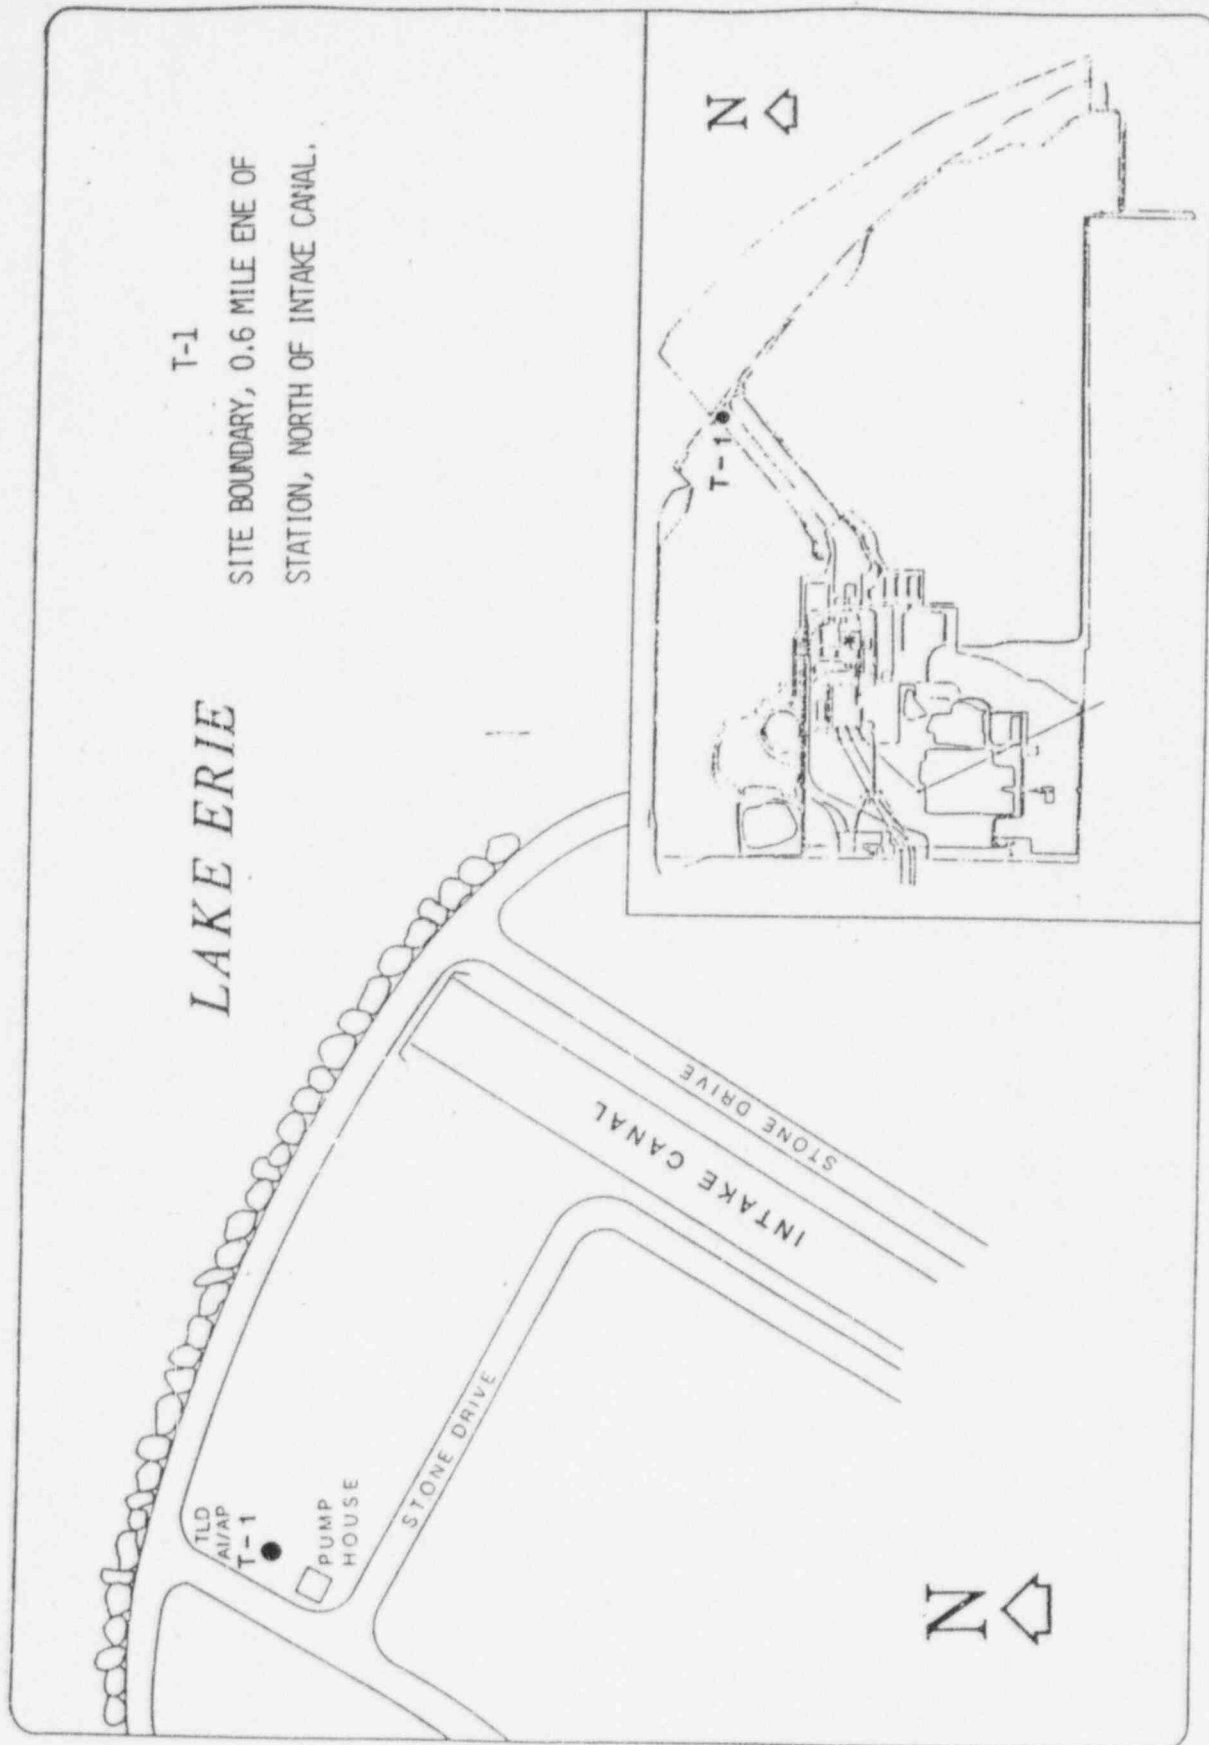 T-1
SITE BOUNDARY, 0.6 MILE ENE OF
STATION, NORTH OF INTAKE CANAL.
LAKE ERIE
N
T-1
TLD
AI/AP
T-1
PUMP
HOUSE
STONE DRIVE
INTAKE CANAL
STONE DRIVE
N